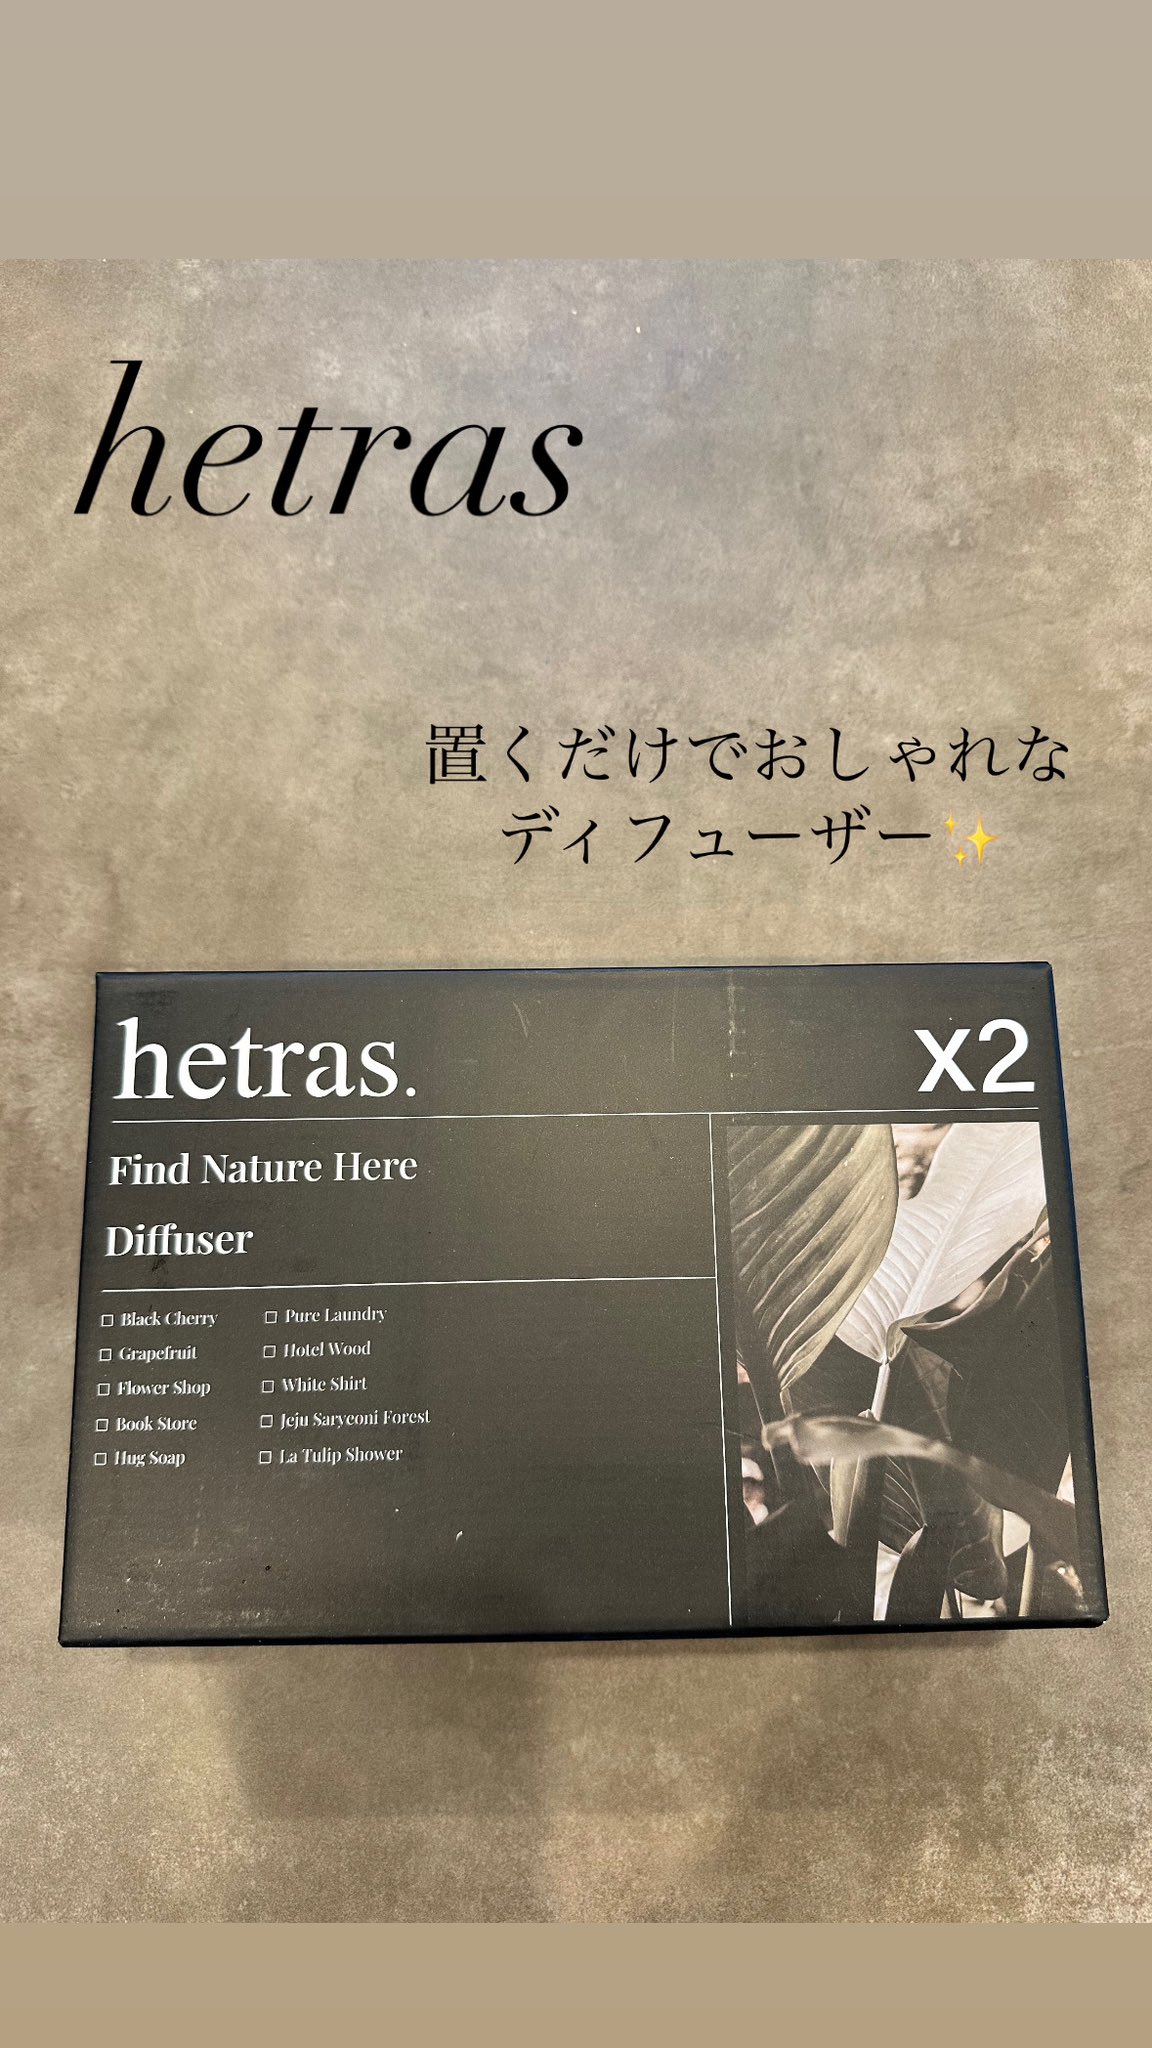 hetras
置くだけでおしゃれな
ディフューザー✨
hetras.
x2
Find Nature Here
Diffuser
☐ Black Cherry
☐ Grapefruit
☐ Flower Shop
☐ Book Store
☐ Hug Soap
☐ Pure Laundry
☐ Hotel Wood
☐ White Shirt
☐ Jeju Saryeoni Forest
☐ La Tulip Shower